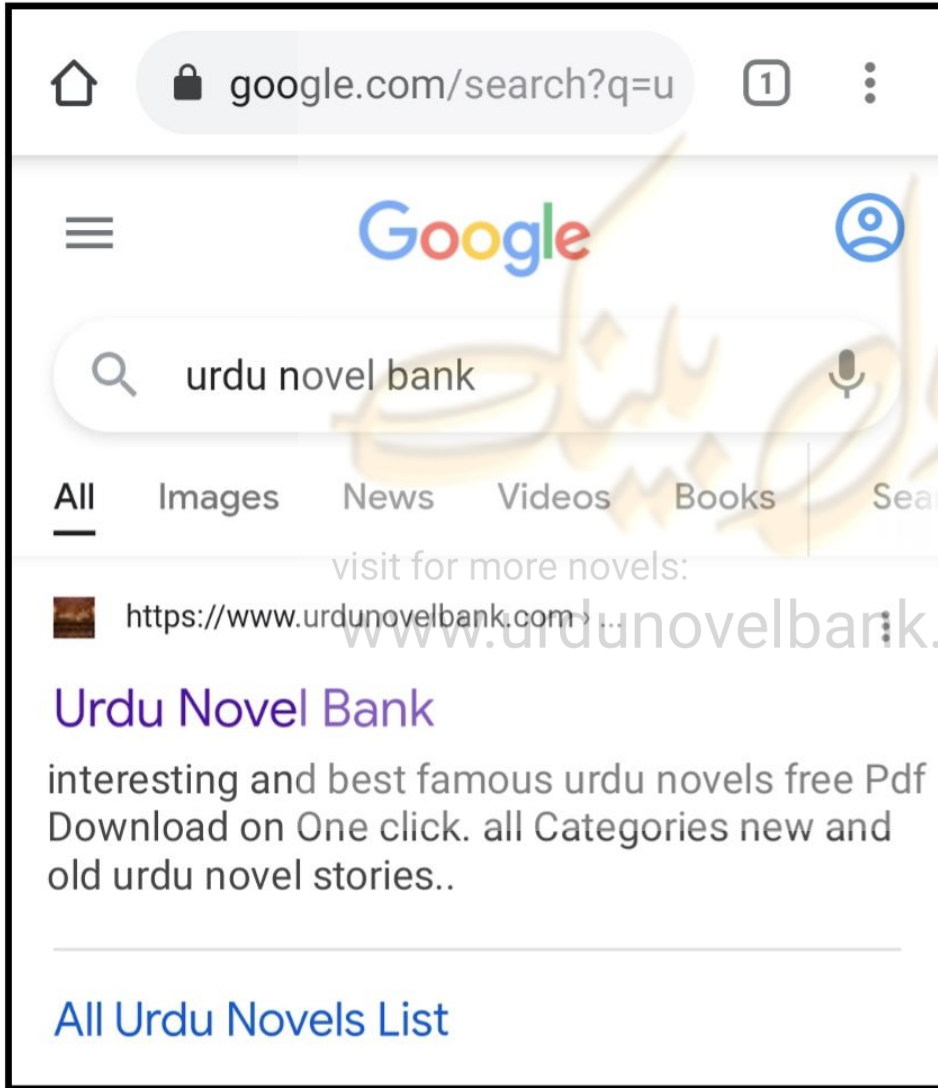 google.com/search?q=u
1
Google
urdu novel bank
All Images News Videos Books Sea
visit for more novels:
https://www.urdunovelbank.com › ...
www.urdunovelbank.
Urdu Novel Bank
interesting and best famous urdu novels free Pdf
Download on One click. all Categories new and
old urdu novel stories..
All Urdu Novels List